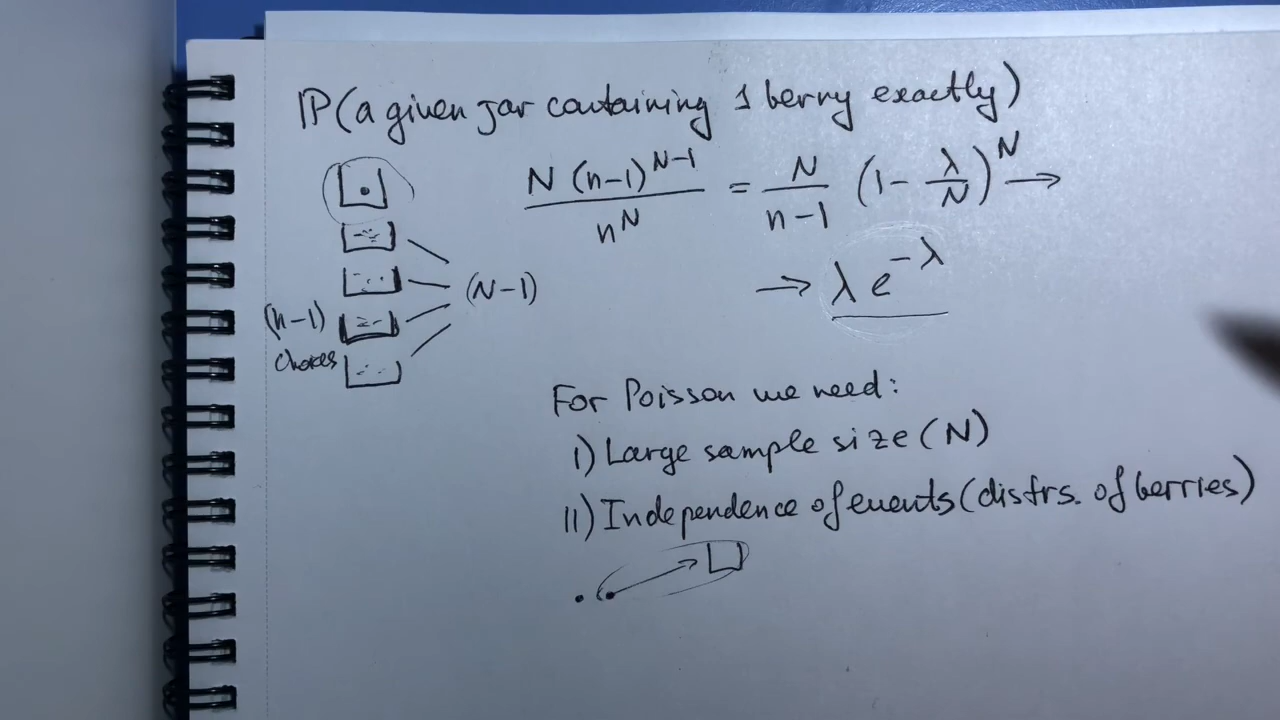 IP(a given jar containing 1 berry exactly)
N (n-1)^{N-1} / n^N = N / (n-1) (1 - λ/N)^N →
→ λ e^{-λ}
(N-1)
(n-1)
choices
For Poisson we need:
I) Large sample size (N)
II) Independence of events (distrs. of berries)